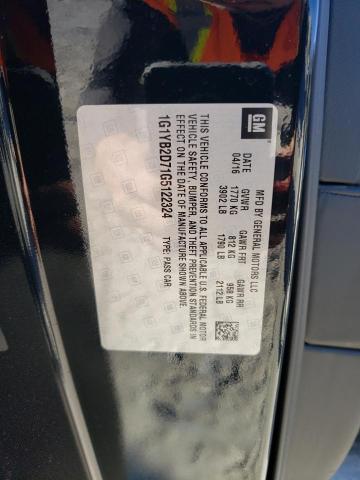 GM
MFD BY GENERAL MOTORS LLC
DATE GVWR GAWR FRT GAWR RR
04/16 1770 KG 812 KG 958 KG
3902 LB 1790 LB 2112 LB
THIS VEHICLE CONFORMS TO ALL APPLICABLE U.S. FEDERAL MOTOR
VEHICLE SAFETY, BUMPER, AND THEFT PREVENTION STANDARDS IN
EFFECT ON THE DATE OF MANUFACTURE SHOWN ABOVE.
1G1YB2D71G5122324 TYPE: PASS CAR